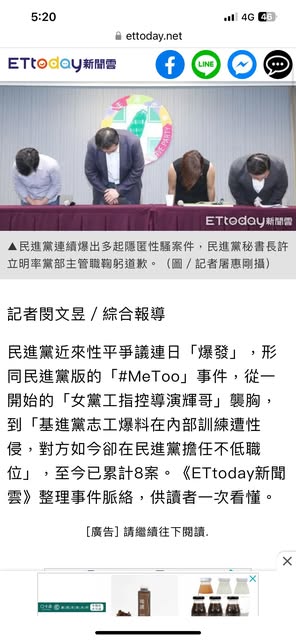 5:20
4G
46
ettoday.net
ETtoday新聞雲
LINE
E PARTY
ETtoday新聞雲
▲民進黨連續爆出多起隱匿性騷案件，民進黨秘書長許
立明率黨部主管職鞠躬道歉。（圖／記者屠惠剛攝）
記者閔文昱／綜合報導
民進黨近來性平爭議連日「爆發」，形
同民進黨版的「#MeToo」事件，從一
開始的「女黨工指控導演輝哥」襲胸，
到「基進黨志工爆料在內部訓練遭性
侵，對方如今卻在民進黨擔任不低職
位」，至今已累計8案。《ETtoday新聞
雲》整理事件脈絡，供讀者一次看懂。
[廣告] 請繼續往下閱讀.